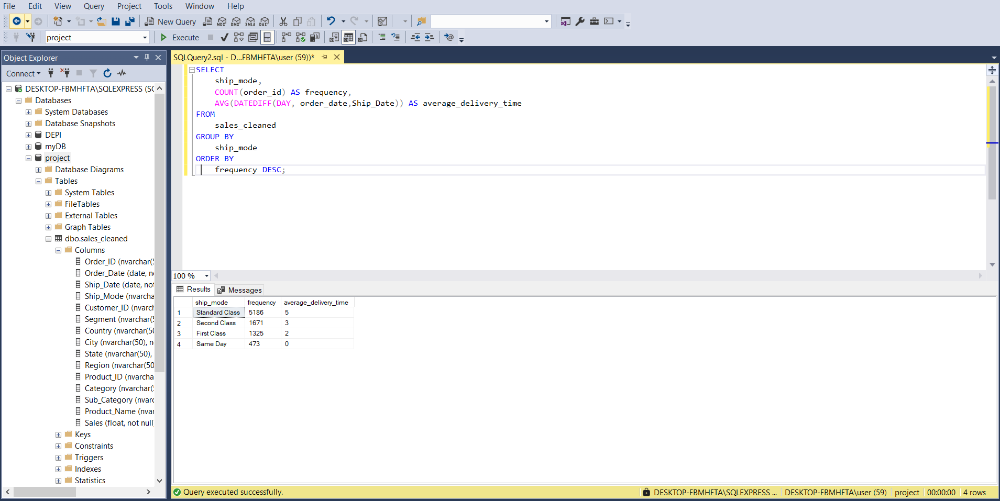 File Edit View Query Project Tools Window Help
New Query MDX DMX XMLA DAX
project Execute
Object Explorer
Connect
DESKTOP-FBMHFTA\SQLEXPRESS (SC
Databases
System Databases
Database Snapshots
DEPI
myDB
project
Database Diagrams
Tables
System Tables
FileTables
External Tables
Graph Tables
dbo.sales_cleaned
Columns
Order_ID (nvarchar(5
Order_Date (date, n
Ship_Date (date, not
Ship_Mode (nvarcha
Customer_ID (nvarch
Segment (nvarchar(5
Country (nvarchar(50
City (nvarchar(50), n
State (nvarchar(50),
Region (nvarchar(50
Product_ID (nvarcha
Category (nvarchar(
Sub_Category (nvarc
Product_Name (nvar
Sales (float, not null
Keys
Constraints
Triggers
Indexes
Statistics
SQLQuery2.sql - D...FBMHFTA\user (59))*
SELECT
ship_mode,
COUNT(order_id) AS frequency,
AVG(DATEDIFF(DAY, order_date,Ship_Date)) AS average_delivery_time
FROM
sales_cleaned
GROUP BY
ship_mode
ORDER BY
frequency DESC;
100 %
Results Messages
ship_mode frequency average_delivery_time
1 Standard Class 5186 5
2 Second Class 1671 3
3 First Class 1325 2
4 Same Day 473 0
Query executed successfully. DESKTOP-FBMHFTA\SQLEXPRESS ... DESKTOP-FBMHFTA\user (59) project 00:00:00 4 rows